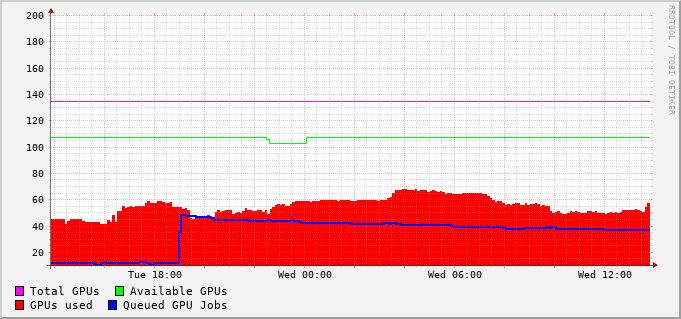 200
180
160
140
120
100
80
60
40
20
Tue 18:00 Wed 00:00 Wed 06:00 Wed 12:00
Total GPUs Available GPUs
GPUs used Queued GPU Jobs
RRDTOOL / TOBI OETIKER